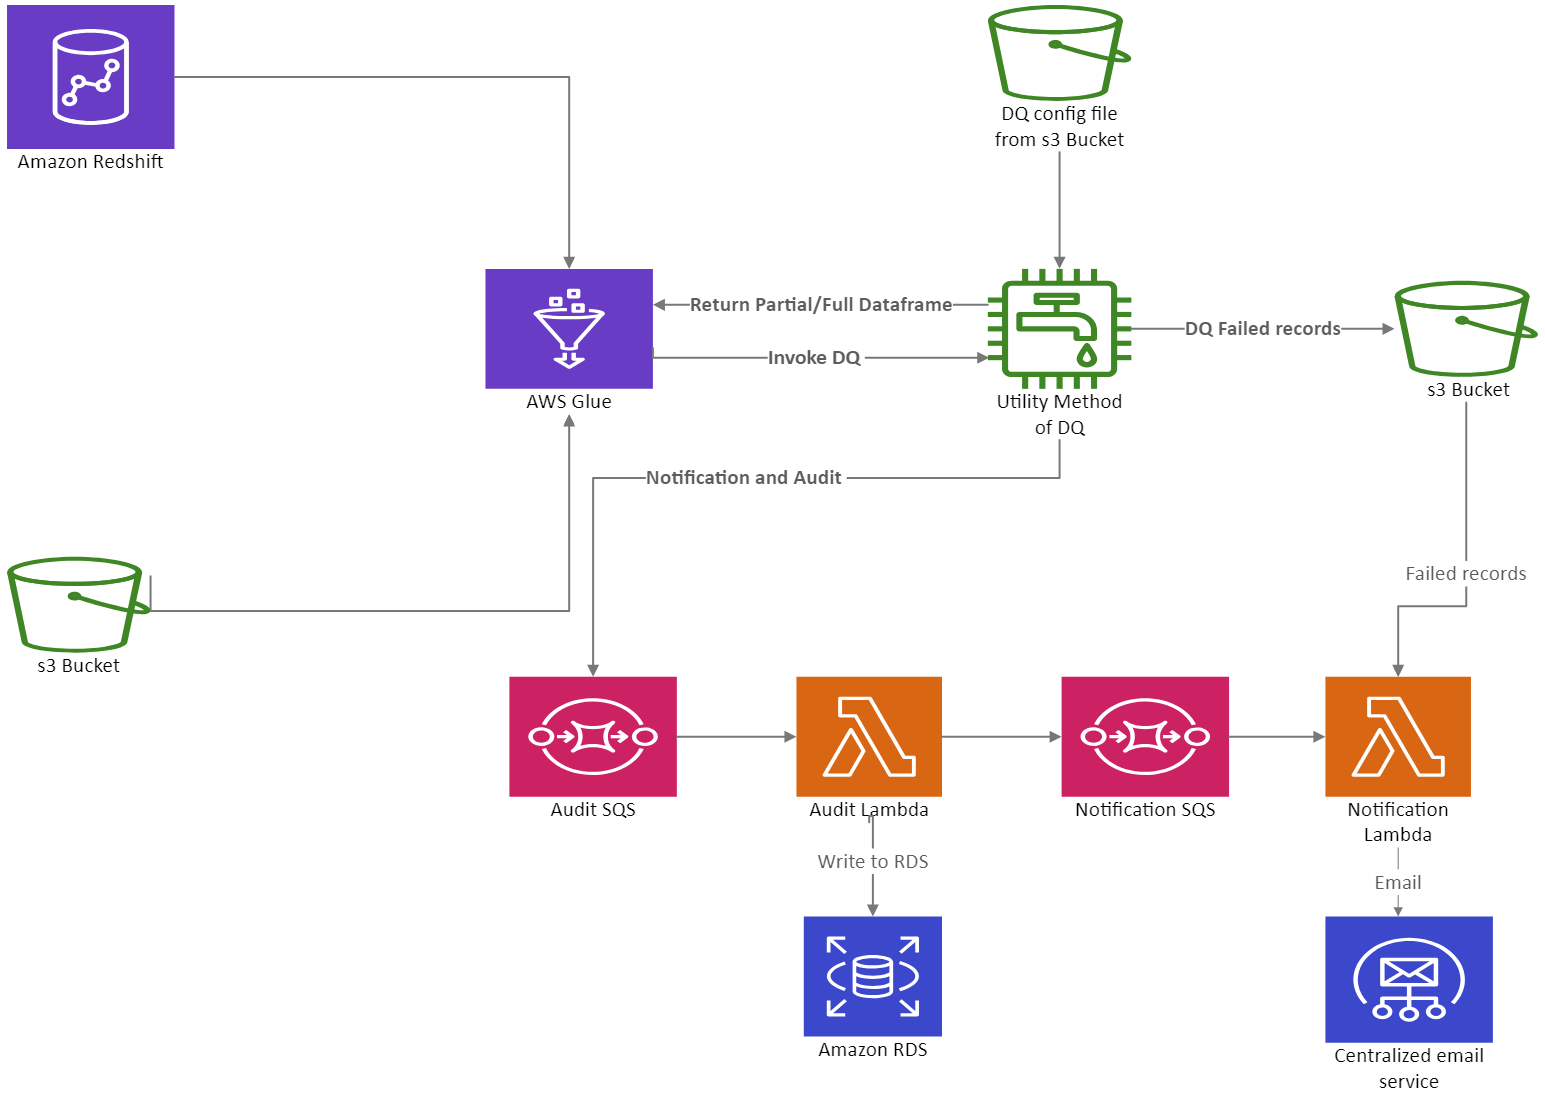 DQ config file
from s3 Bucket
Amazon Redshift
Return Partial/Full Dataframe
DQ Failed records
Invoke DQ
s3 Bucket
AWS Glue
Utility Method
of DQ
Notification and Audit
Failed records
s3 Bucket
Audit SQS
Audit Lambda
Notification SQS
Notification
Lambda
Write to RDS
Email
Amazon RDS
Centralized email
service